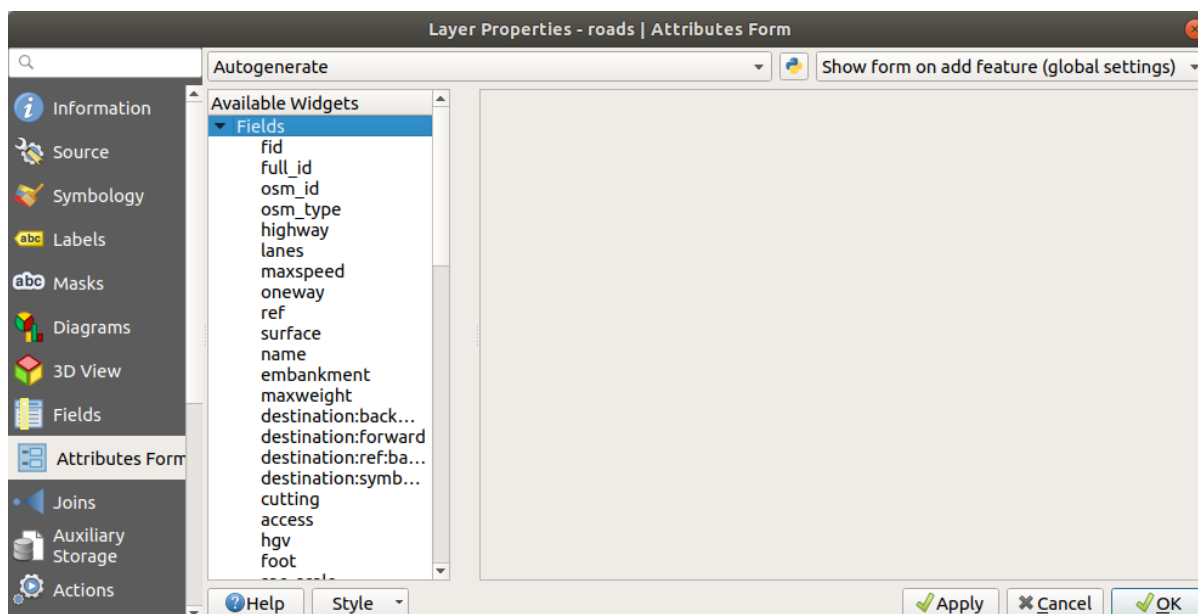 Layer Properties - roads | Attributes Form
Autogenerate
Show form on add feature (global settings)
Information
Source
Symbology
abc Labels
abc Masks
Diagrams
3D View
Fields
Attributes Form
Joins
Auxiliary
Storage
Actions
Available Widgets
Fields
fid
full_id
osm_id
osm_type
highway
lanes
maxspeed
oneway
ref
surface
name
embankment
maxweight
destination:back...
destination:forward
destination:ref:ba...
destination:symb...
cutting
access
hgv
foot
Help
Style
Apply
Cancel
OK